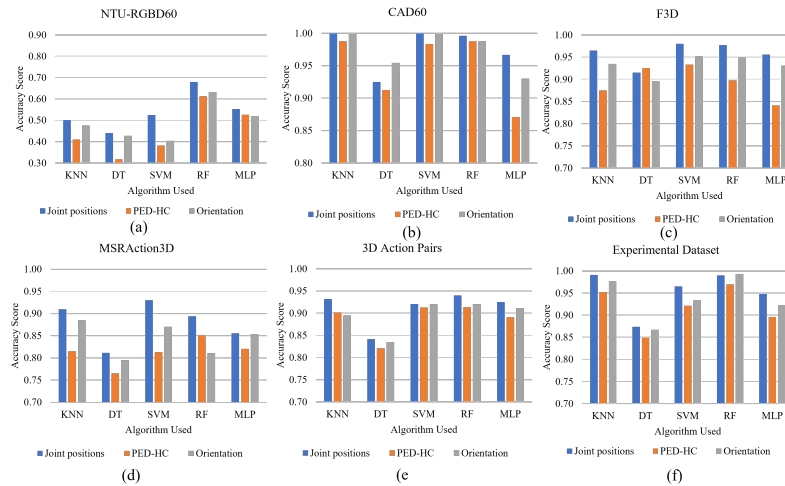 NTU-RGBD60
0.90
0.80
0.70
0.60
0.50
0.40
0.30
Accuracy Score
KNN DT SVM RF MLP
Algorithm Used
Joint positions PED-HC Orientation
(a)
CAD60
1.00
0.95
0.90
0.85
0.80
Accuracy Score
KNN DT SVM RF MLP
Algorithm Used
Joint positions PED-HC Orientation
(b)
F3D
1.00
0.95
0.90
0.85
0.80
0.75
0.70
Accuracy Score
KNN DT SVM RF MLP
Algorithm Used
Joint positions PED-HC Orientation
(c)
MSRAction3D
1.00
0.95
0.90
0.85
0.80
0.75
0.70
Accuracy Score
KNN DT SVM RF MLP
Algorithm Used
Joint positions PED-HC Orientation
(d)
3D Action Pairs
1.00
0.95
0.90
0.85
0.80
0.75
0.70
Accuracy Score
KNN DT SVM RF MLP
Algorithm Used
Joint positions PED-HC Orientation
(e
Experimental Dataset
1.00
0.95
0.90
0.85
0.80
0.75
0.70
Accuracy Score
KNN DT SVM RF MLP
Algorithm Used
Joint positions PED-HC Orientation
(f)